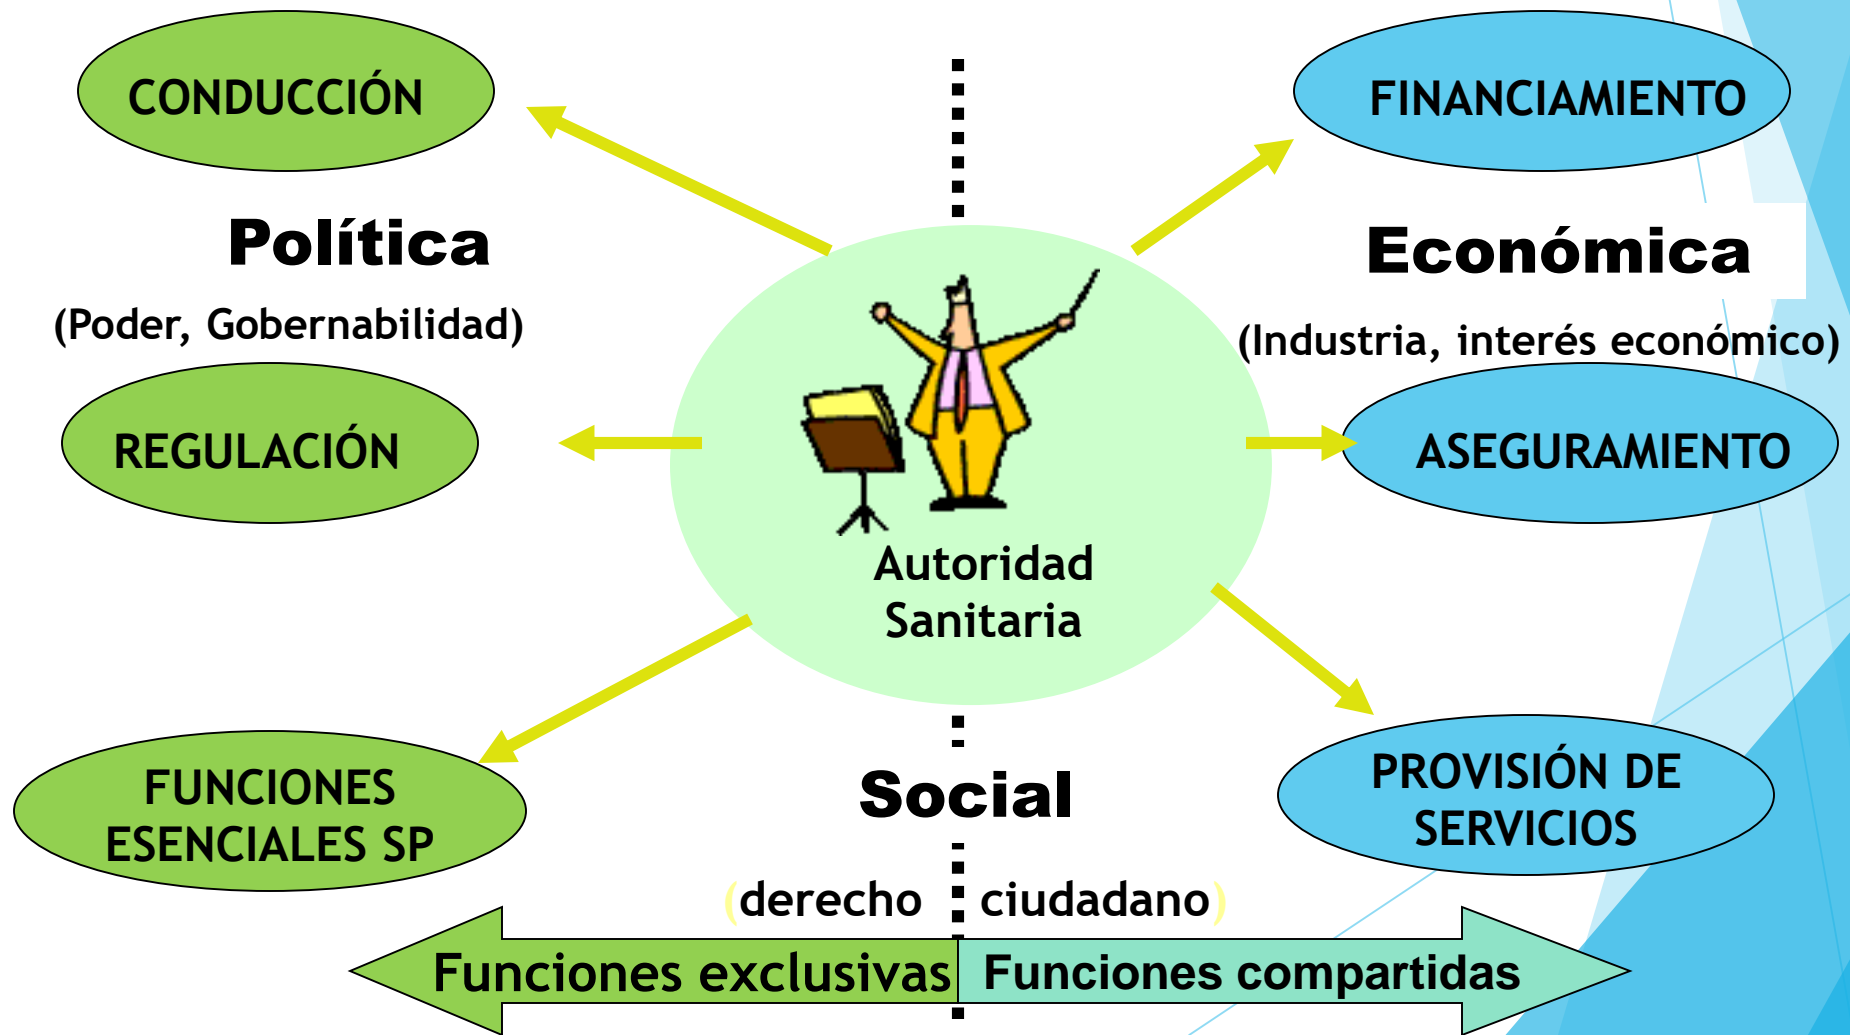 CONDUCCIÓN
FINANCIAMIENTO
Política
Económica
(Poder, Gobernabilidad)
(Industria, interés económico)
REGULACIÓN
ASEGURAMIENTO
Autoridad
Sanitaria
FUNCIONES
ESENCIALES SP
Social
PROVISIÓN DE
SERVICIOS
(derecho ciudadano)
Funciones exclusivas
Funciones compartidas